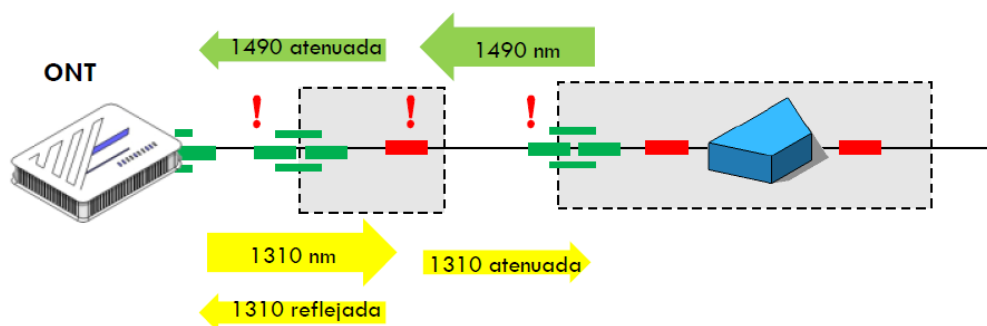 1490 atenuada
1490 nm
ONT
!
!
!
1310 nm
1310 atenuada
1310 reflejada